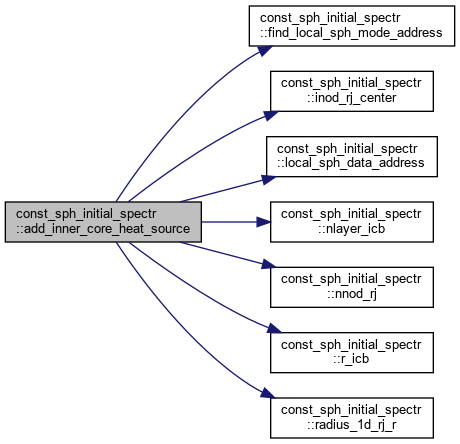 const_sph_initial_spectr
::find_local_sph_mode_address
const_sph_initial_spectr
::inod_rj_center
const_sph_initial_spectr
::local_sph_data_address
const_sph_initial_spectr
::add_inner_core_heat_source
const_sph_initial_spectr
::nlayer_icb
const_sph_initial_spectr
::nnod_rj
const_sph_initial_spectr
::r_icb
const_sph_initial_spectr
::radius_1d_rj_r